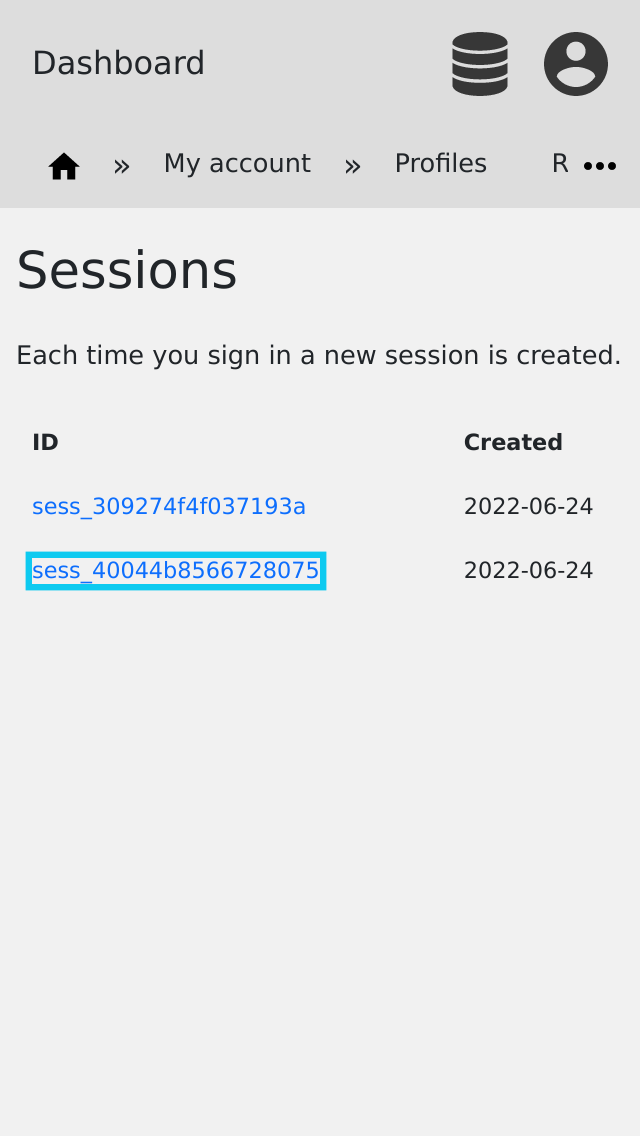 Dashboard
» My account » Profiles R
Sessions
Each time you sign in a new session is created.
ID Created
sess_309274f4f037193a 2022-06-24
sess_40044b8566728075 2022-06-24